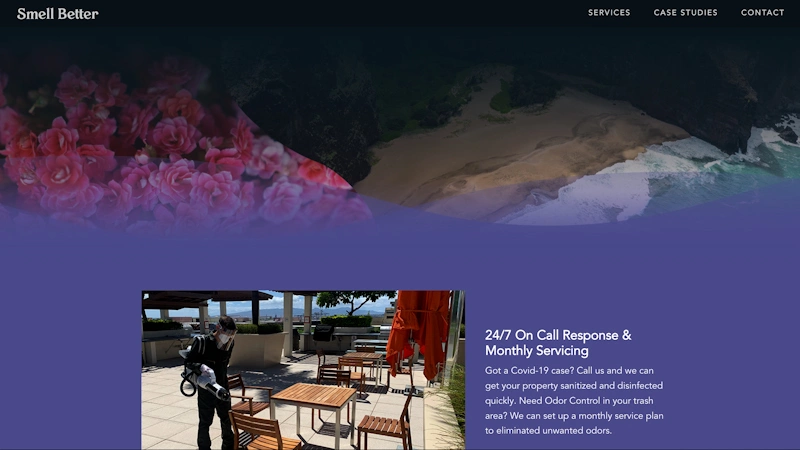 Smell Better
SERVICES CASE STUDIES CONTACT
24/7 On Call Response &
Monthly Servicing
Got a Covid-19 case? Call us and we can
get your property sanitized and disinfected
quickly. Need Odor Control in your trash
area? We can set up a monthly service plan
to eliminated unwanted odors.